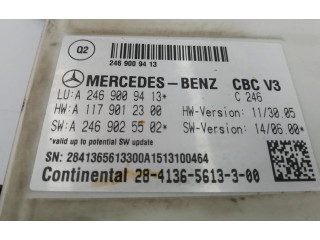 02
246 900 94 13
MERCEDES-BENZ CBC V3
LU: A 246 900 94 13* C 246
HW: A 117 901 23 00 HW-Version: 11/30.05
SW: A 246 902 55 02* SW-Version: 14/06.00*
*valid up to potential SW update
SN: 2841365613300A1513100464
Continental 28-4136-5613-3-00